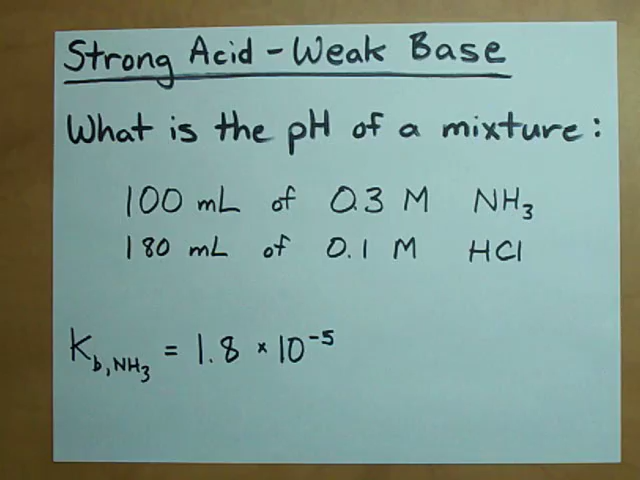 Strong Acid - Weak Base
What is the pH of a mixture:
100 mL of 0.3 M NH₃
180 mL of 0.1 M HCl
K_b,NH₃ = 1.8 × 10⁻⁵